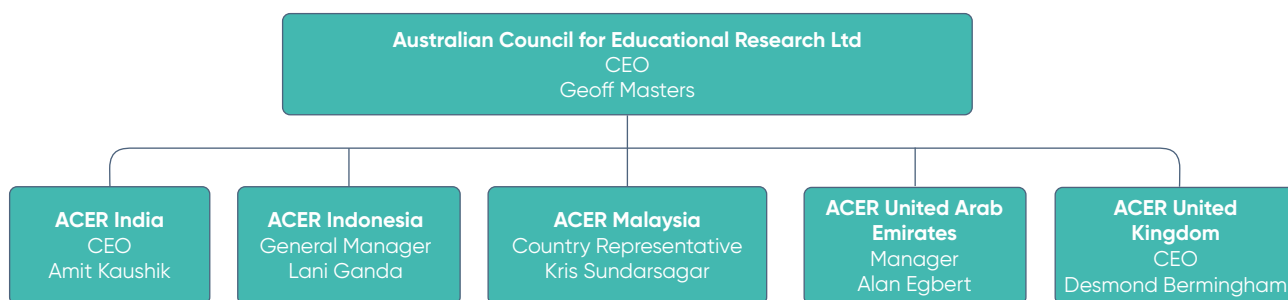 Australian Council for Educational Research Ltd
CEO
Geoff Masters
ACER India
CEO
Amit Kaushik
ACER Indonesia
General Manager
Lani Ganda
ACER Malaysia
Country Representative
Kris Sundarsagar
ACER United Arab
Emirates
Manager
Alan Egbert
ACER United
Kingdom
CEO
Desmond Bermingham